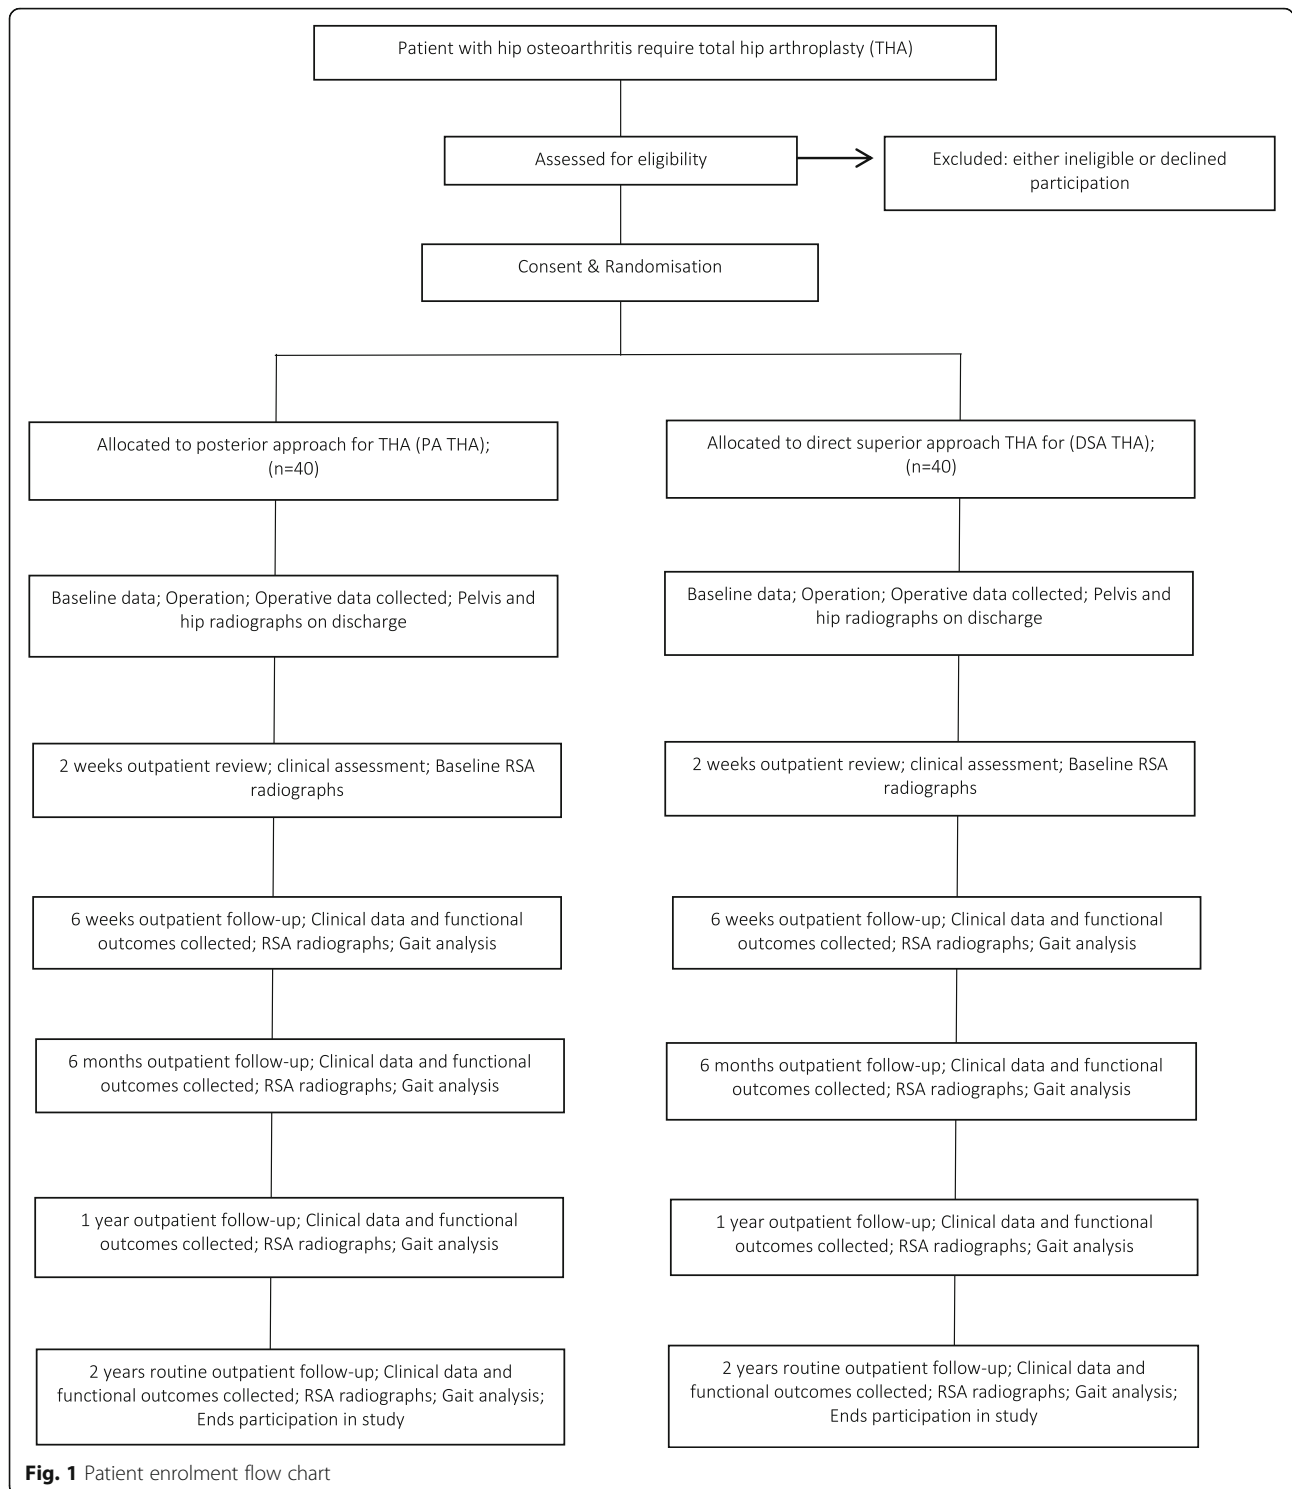 Patient with hip osteoarthritis require total hip arthroplasty (THA)
Assessed for eligibility
Excluded: either ineligible or declined
participation
Consent & Randomisation
Allocated to posterior approach for THA (PA THA);
(n=40)
Allocated to direct superior approach THA for (DSA THA);
(n=40)
Baseline data; Operation; Operative data collected; Pelvis and
hip radiographs on discharge
Baseline data; Operation; Operative data collected; Pelvis and
hip radiographs on discharge
2 weeks outpatient review; clinical assessment; Baseline RSA
radiographs
2 weeks outpatient review; clinical assessment; Baseline RSA
radiographs
6 weeks outpatient follow-up; Clinical data and functional
outcomes collected; RSA radiographs; Gait analysis
6 weeks outpatient follow-up; Clinical data and functional
outcomes collected; RSA radiographs; Gait analysis
6 months outpatient follow-up; Clinical data and functional
outcomes collected; RSA radiographs; Gait analysis
6 months outpatient follow-up; Clinical data and functional
outcomes collected; RSA radiographs; Gait analysis
1 year outpatient follow-up; Clinical data and functional
outcomes collected; RSA radiographs; Gait analysis
1 year outpatient follow-up; Clinical data and functional
outcomes collected; RSA radiographs; Gait analysis
2 years routine outpatient follow-up; Clinical data and
functional outcomes collected; RSA radiographs; Gait analysis;
Ends participation in study
2 years routine outpatient follow-up; Clinical data and
functional outcomes collected; RSA radiographs; Gait analysis;
Ends participation in study
Fig. 1 Patient enrolment flow chart